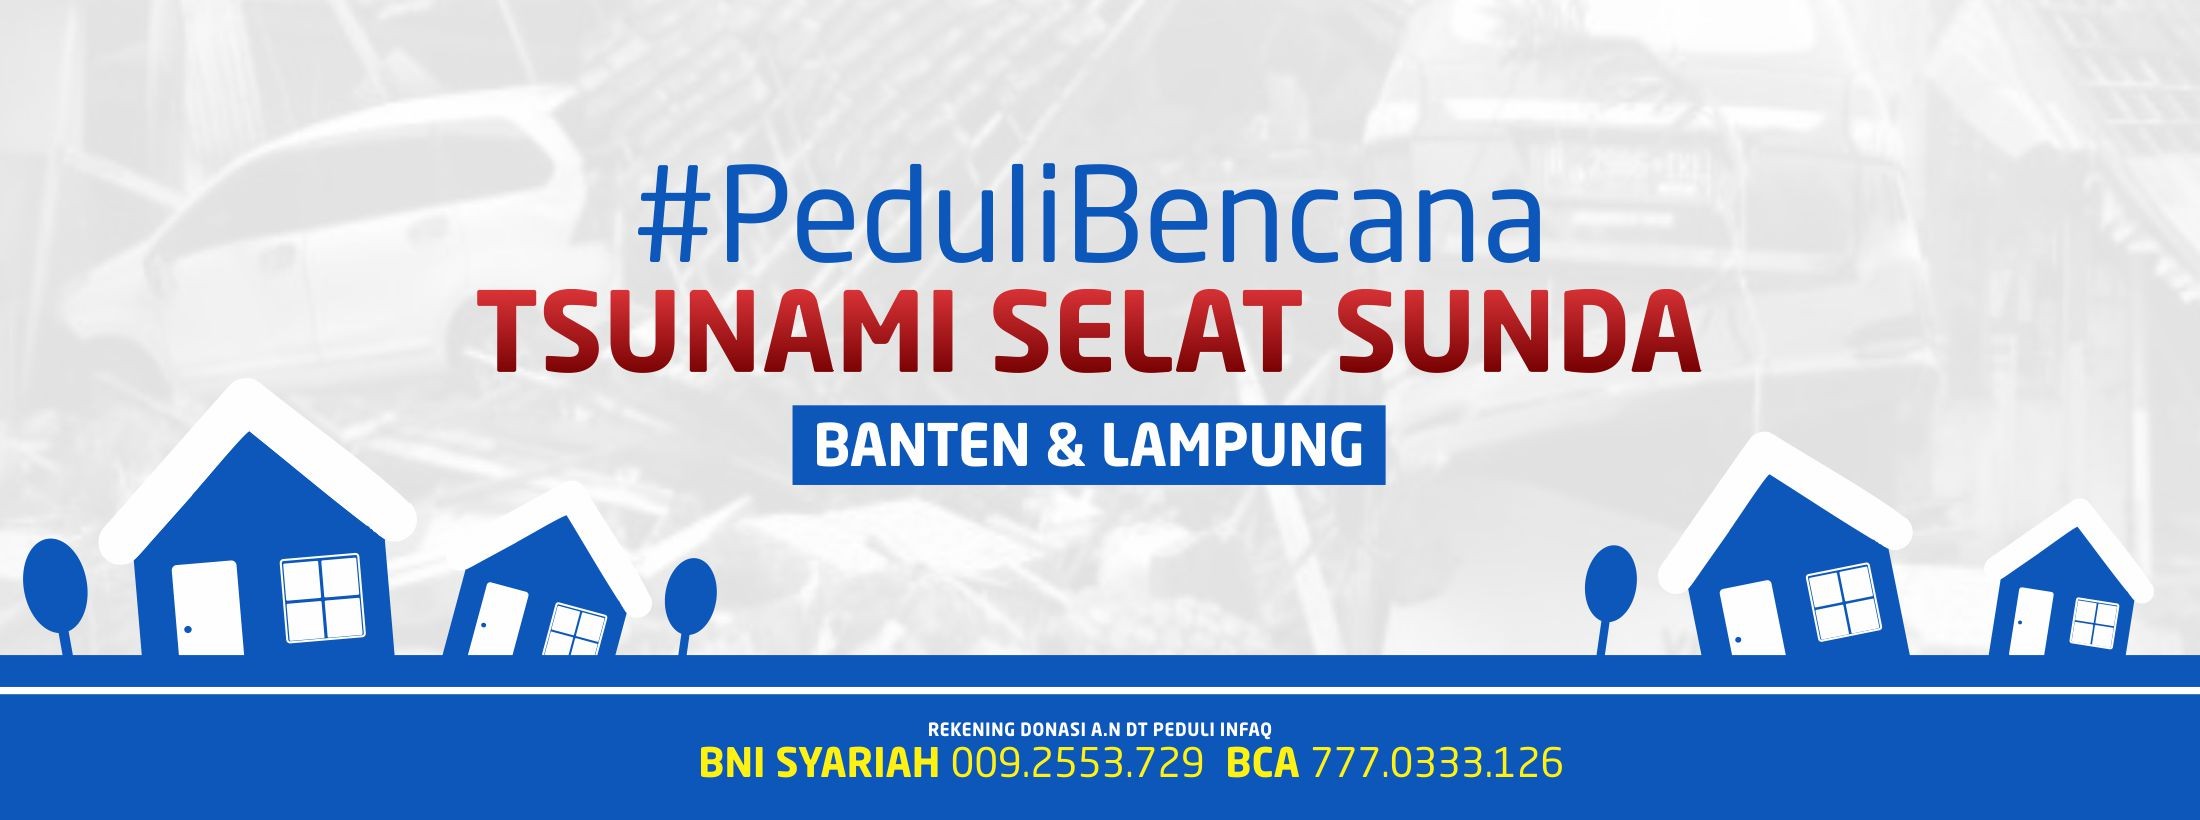 #PeduliBencana
TSUNAMI SELAT SUNDA
BANTEN & LAMPUNG
REKENING DONASI A.N DT PEDULI INFAQ
BNI SYARIAH 009.2553.729 BCA 777.0333.126